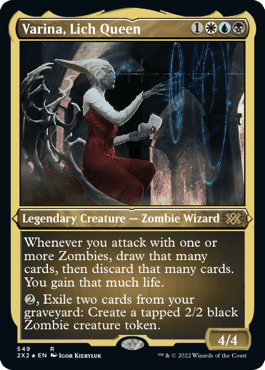 Varina, Lich Queen 1
Legendary Creature — Zombie Wizard
Whenever you attack with one or
more Zombies, draw that many
cards, then discard that many cards.
You gain that much life.
2, Exile two cards from your
graveyard: Create a tapped 2/2 black
Zombie creature token.
4/4
549 R
2X2 ★ EN Igor Kieryluk ™ & © 2022 Wizards of the Coast